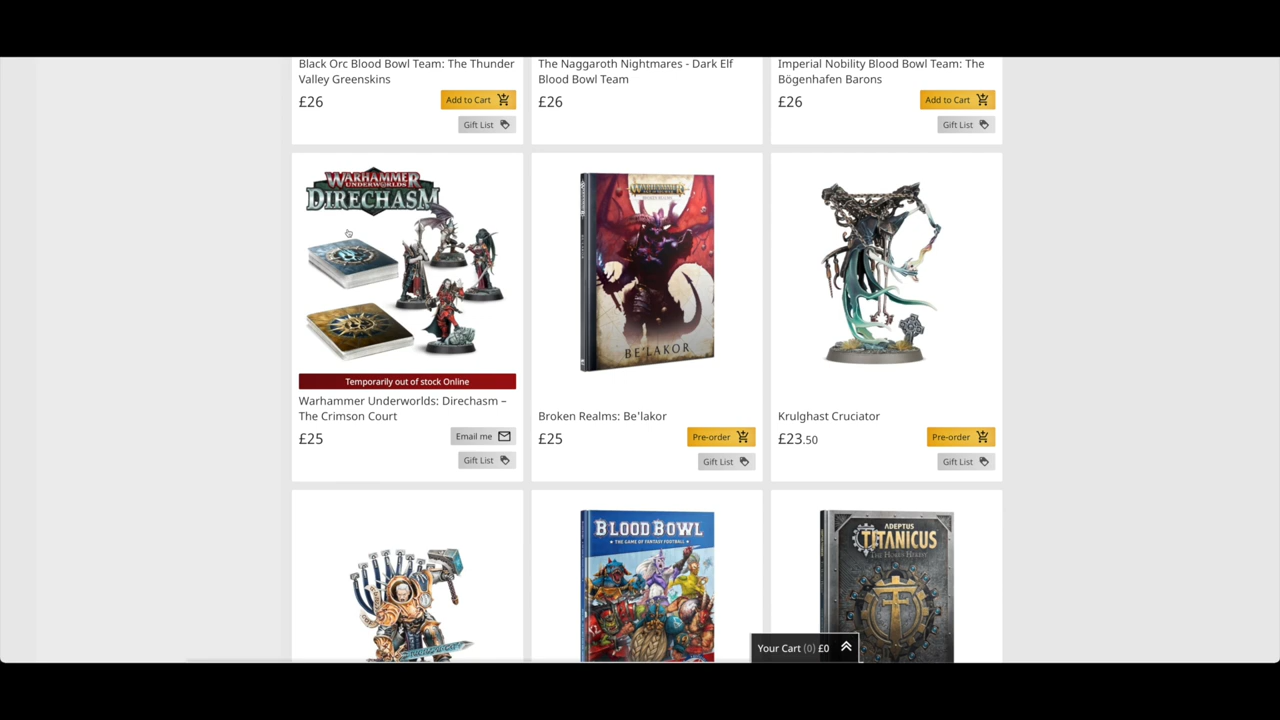 Black Orc Blood Bowl Team: The Thunder
Valley Greenskins
£26
Add to Cart
Gift List
The Naggaroth Nightmares - Dark Elf
Blood Bowl Team
£26
Imperial Nobility Blood Bowl Team: The
Bögenhafen Barons
£26
Add to Cart
Gift List
WARHAMMER
UNDERWORLDS
DIRECHASM
Temporarily out of stock Online
Warhammer Underworlds: Direchasm –
The Crimson Court
£25
Email me
Gift List
WARHAMMER
BE'LAKOR
Broken Realms: Be'lakor
£25
Pre-order
Gift List
Krulghast Cruciator
£23.50
Pre-order
Gift List
BLOOD BOWL
THE GAME OF FANTASY FOOTBALL
ADEPTUS
TITANICUS
THE HORUS HERESY
Your Cart (0) £0